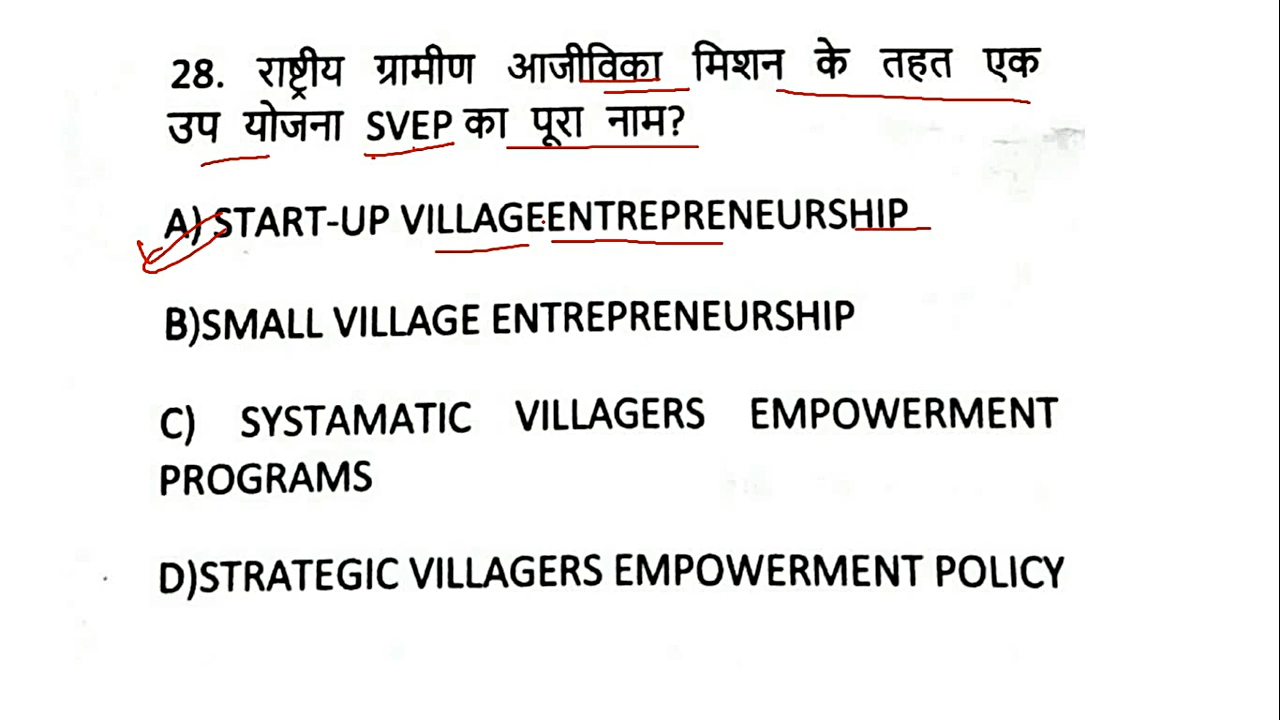 28. राष्ट्रीय ग्रामीण आजीविका मिशन के तहत एक
उप योजना SVEP का पूरा नाम?
A) START-UP VILLAGE ENTREPRENEURSHIP
B)SMALL VILLAGE ENTREPRENEURSHIP
C) SYSTAMATIC VILLAGERS EMPOWERMENT
PROGRAMS
D)STRATEGIC VILLAGERS EMPOWERMENT POLICY